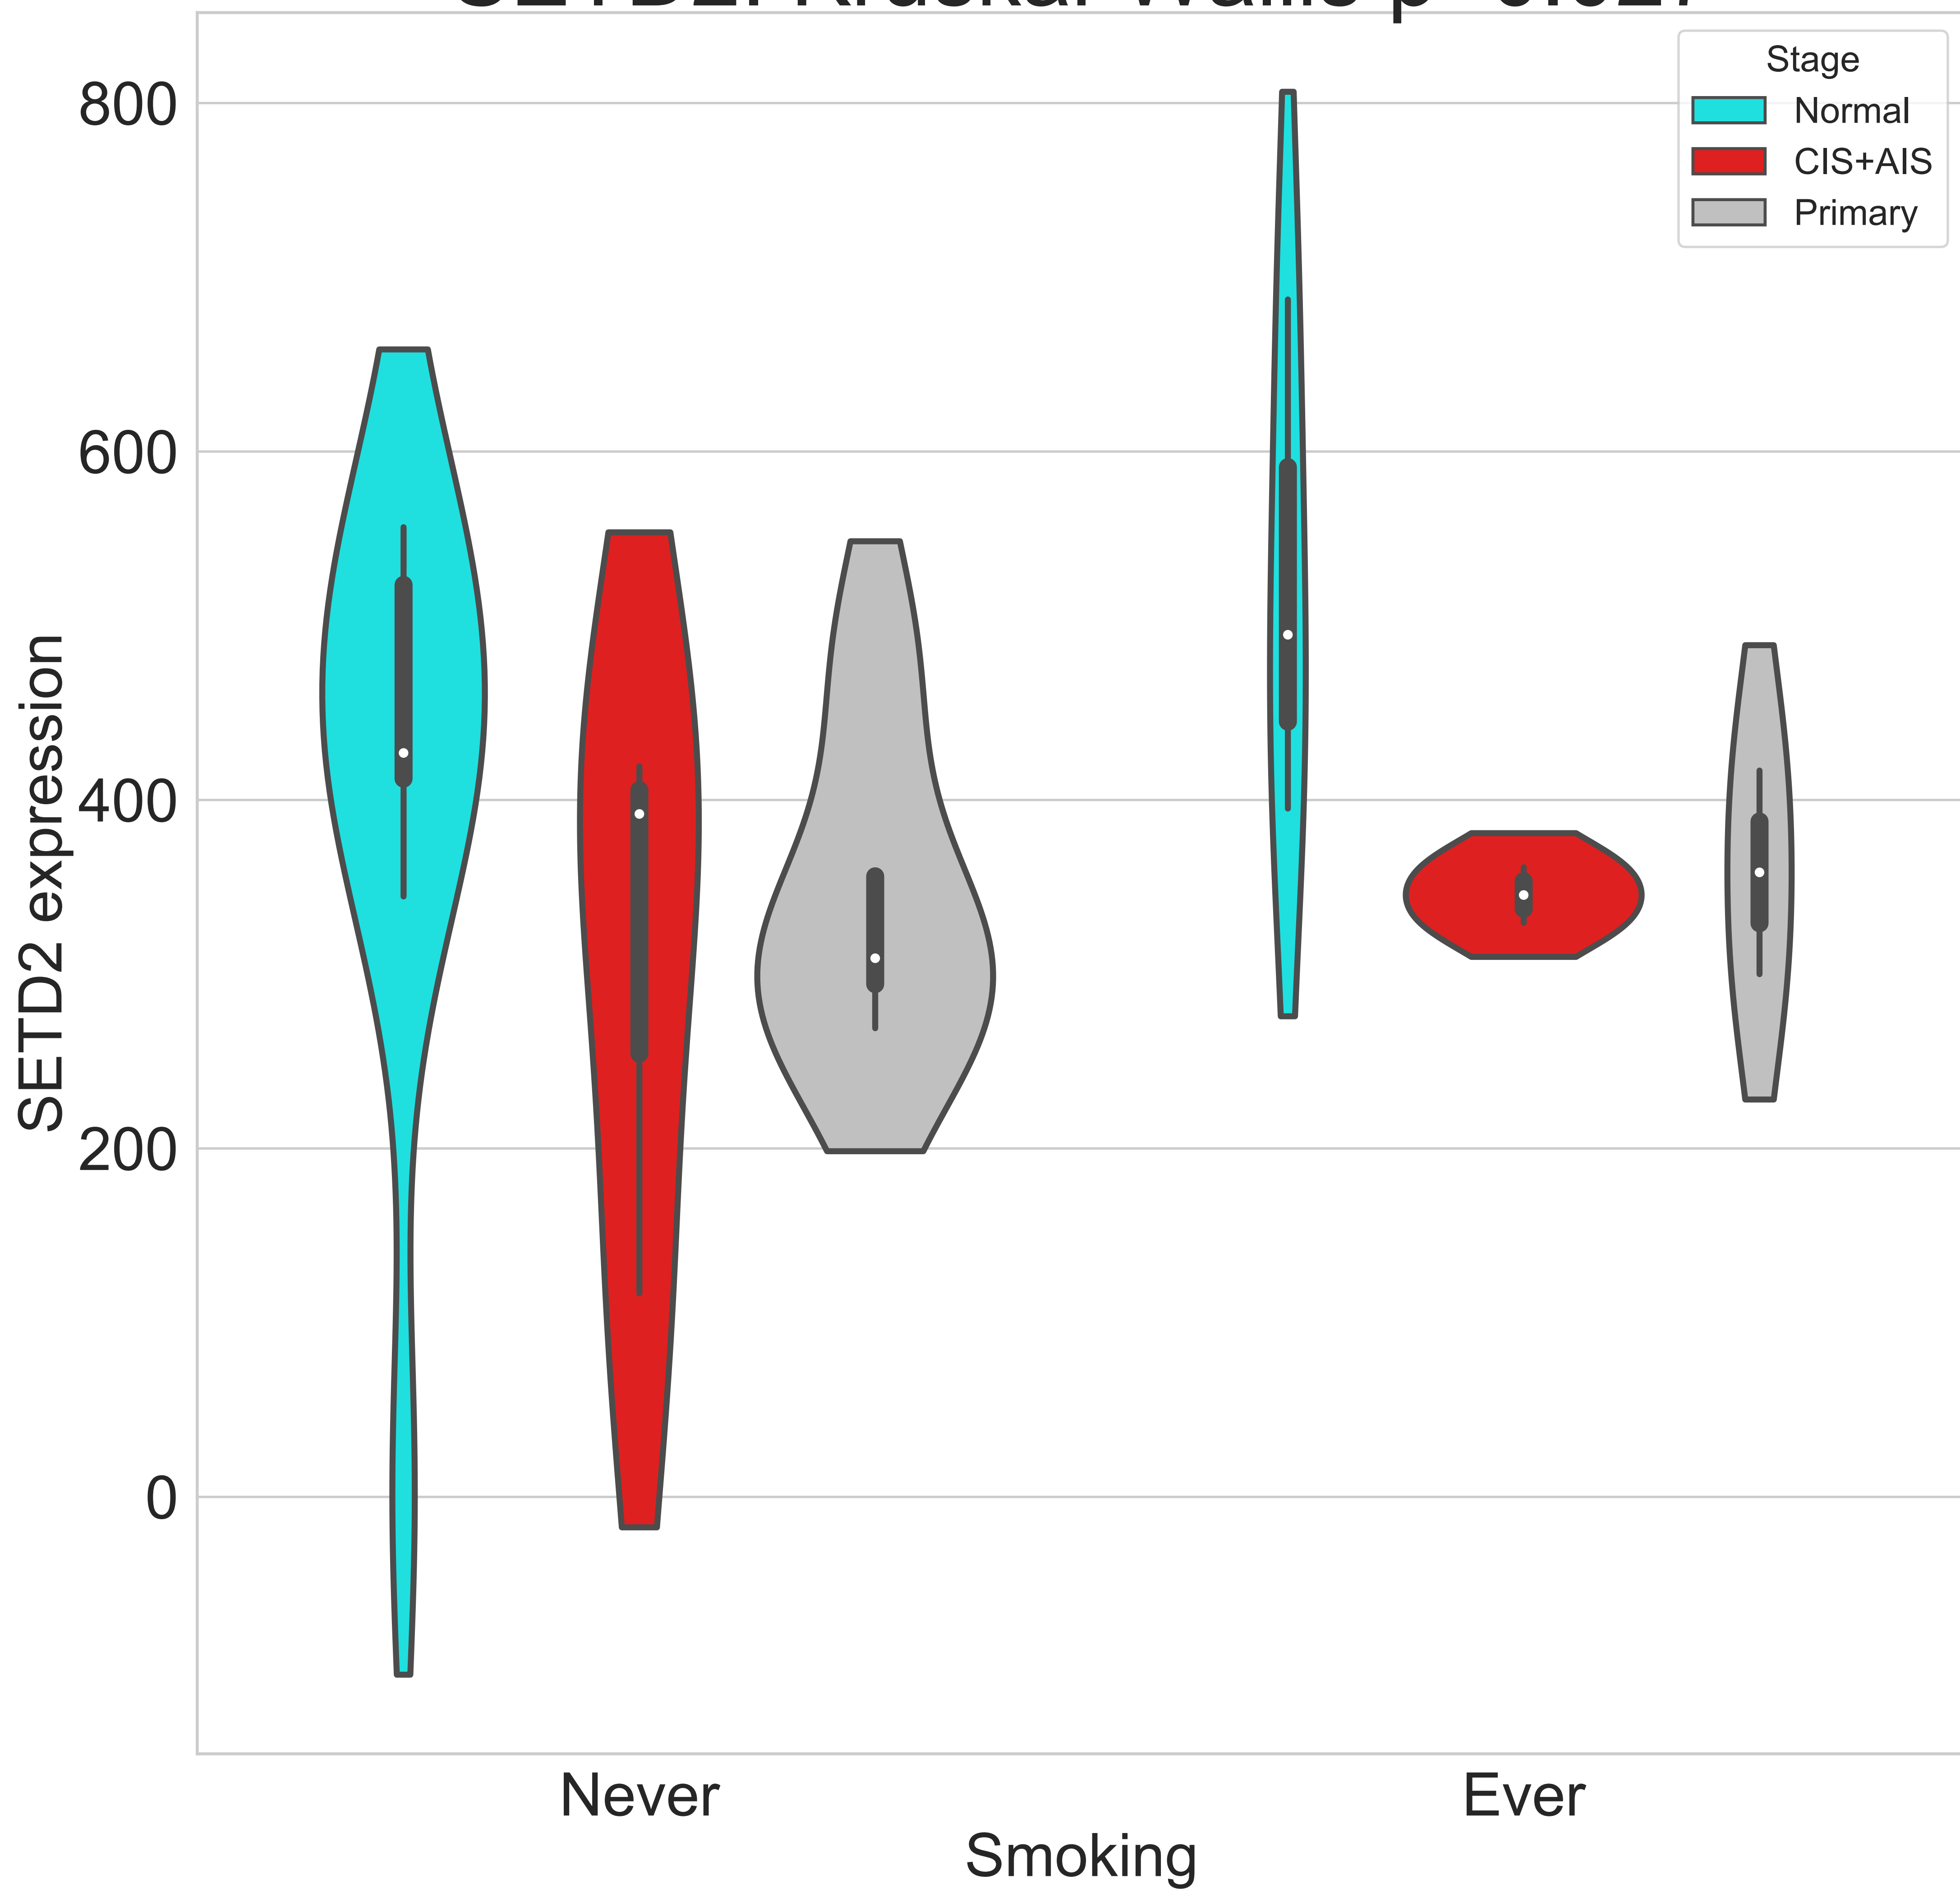 Stage
Normal
CIS+AIS
Primary
800
600
400
200
0
SETD2 expression
Never Ever
Smoking